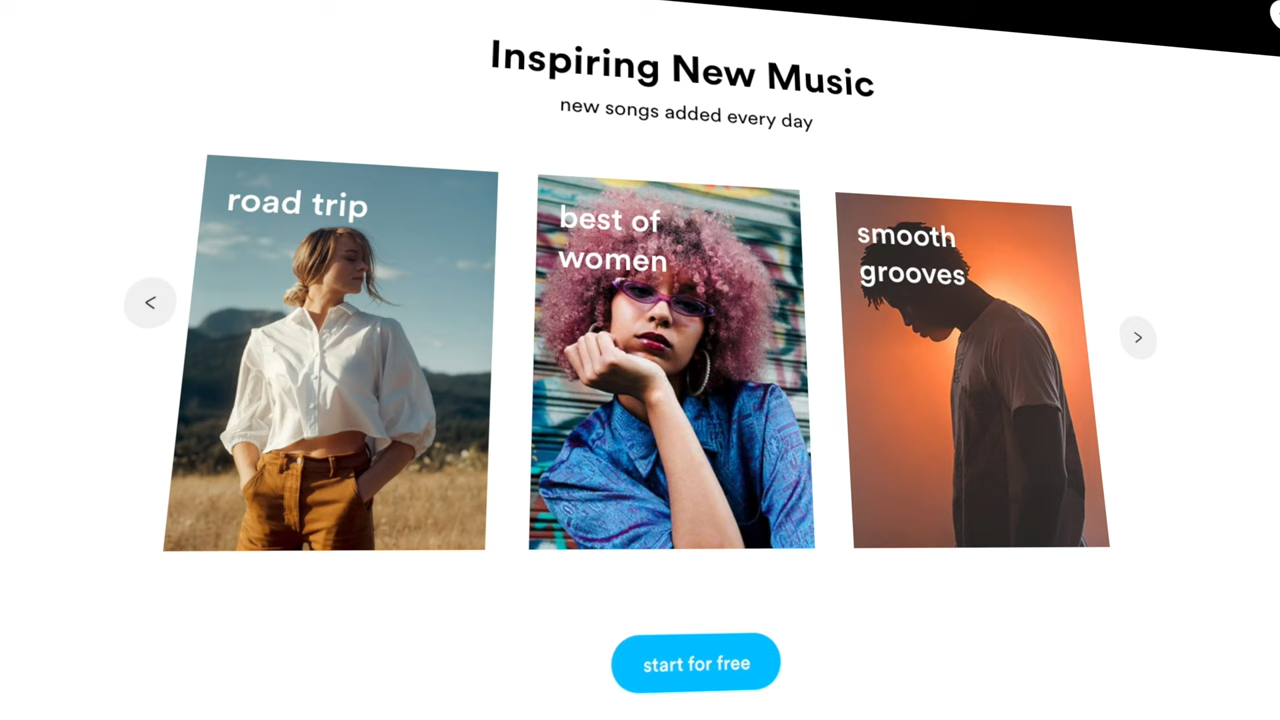 Inspiring New Music
new songs added every day
road trip
best of
women
smooth
grooves
<
>
start for free